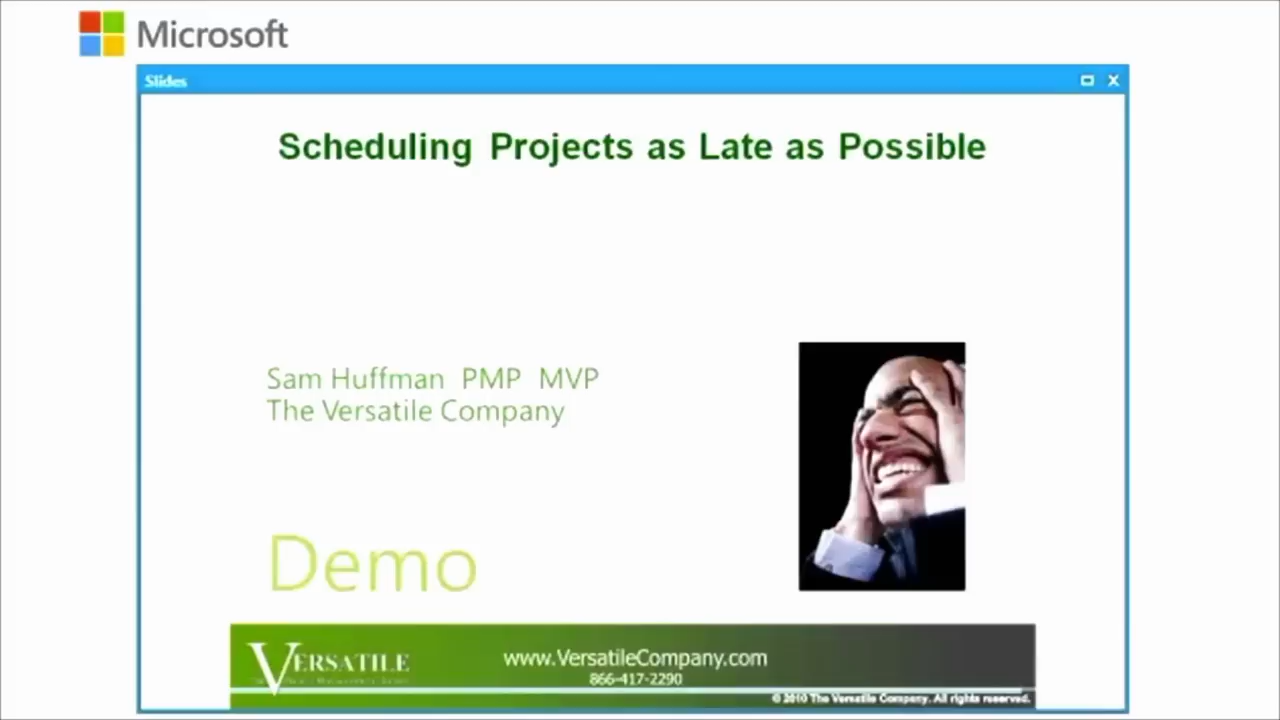 Microsoft
Slides
Scheduling Projects as Late as Possible
Sam Huffman PMP MVP
The Versatile Company
Demo
VERSATILE
www.VersatileCompany.com
866-417-2290
© 2010 The Versatile Company. All rights reserved.